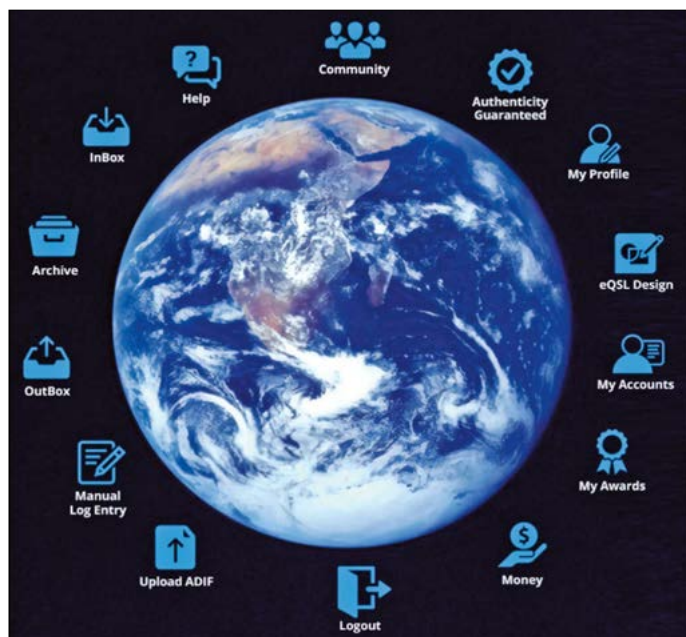 Community
Help
Authenticity
Guaranteed
InBox
My Profile
Archive
eQSL Design
OutBox
My Accounts
My Awards
Manual
Log Entry
Upload ADIF
Money
Logout